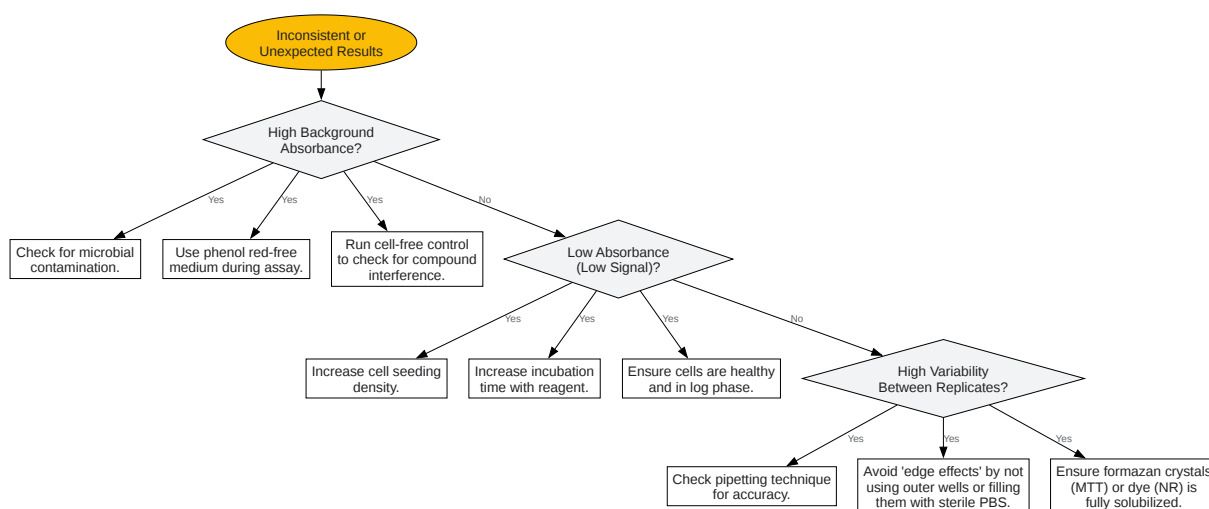 Inconsistent or
Unexpected Results
High Background
Absorbance?
Yes
Yes
Yes
No
Check for microbial
contamination.
Use phenol red-free
medium during assay.
Run cell-free control
to check for compound
interference.
Low Absorbance
(Low Signal)?
Yes
Yes
Yes
No
Increase cell seeding
density.
Increase incubation
time with reagent.
Ensure cells are healthy
and in log phase.
High Variability
Between Replicates?
Yes
Yes
Yes
Check pipetting technique
for accuracy.
Avoid 'edge effects' by not
using outer wells or filling
them with sterile PBS.
Ensure formazan crystals
(MTT) or dye (NR) is
fully solubilized.